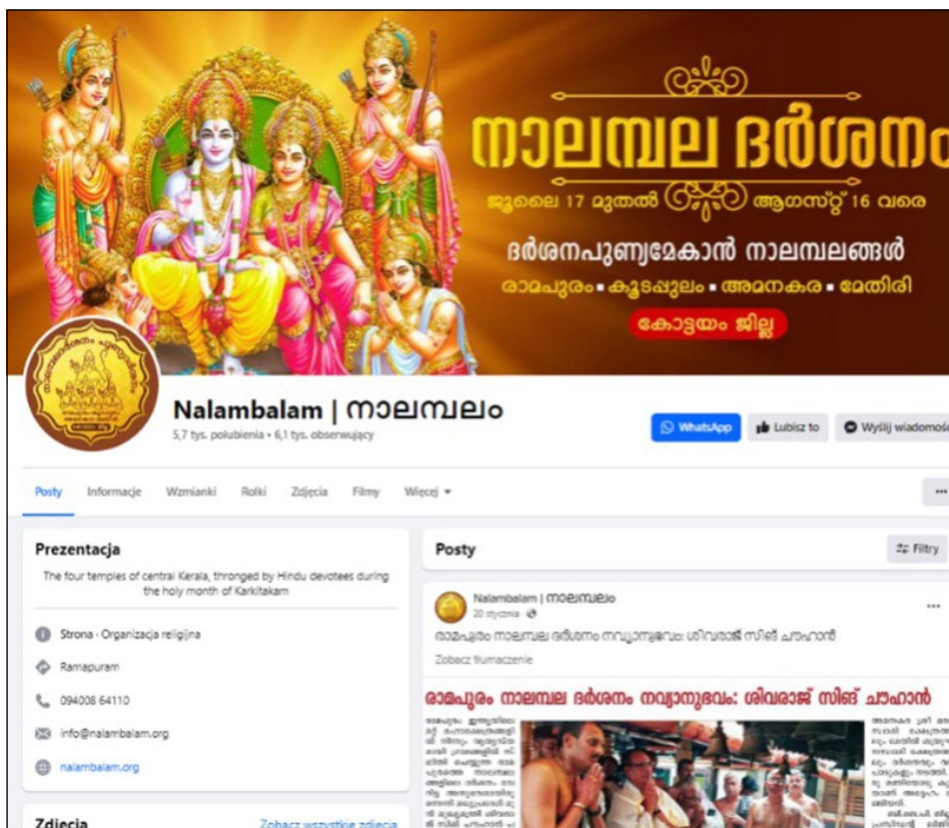 നാലമ്പല ദർശനം
ജൂലൈ 17 മുതൽ ആഗസ്റ്റ് 16 വരെ
ദർശനപുണ്യമേകാൻ നാലമ്പലങ്ങൾ
രാമപുരം ▪ കൂടപ്പുലം ▪ അമനകര ▪ മേതിരി
കോട്ടയം ജില്ല
Nalambalam | നാലമ്പലം
5,7 tys. polubienia • 6,1 tys. obserwujący
WhatsApp
Lubisz to
Wyślij wiadomość
Posty Informacje Wzmianki Rolki Zdjęcia Filmy Więcej
Prezentacja
The four temples of central Kerala, thronged by Hindu devotees during
the holy month of Karkitakam
Strona · Organizacja religijna
Ramapuram
094008 64110
info@nalambalam.org
nalambalam.org
Zdjęcia
Zobacz wszystkie zdjęcia
Posty
Filtry
Nalambalam | നാലമ്പലം
20 stycznia
രാമപുരം നാലമ്പല ദർശനം നവ്യാനുഭവം: ശിവരാജ് സിങ് ചൗഹാൻ
Zobacz tłumaczenie
രാമപുരം നാലമ്പല ദർശനം നവ്യാനുഭവം: ശിവരാജ് സിങ് ചൗഹാൻ